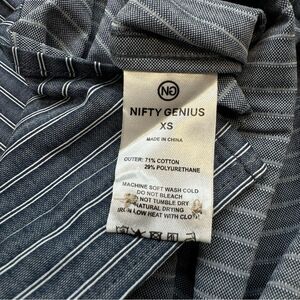 NG
NIFTY GENIUS
XS
MADE IN CHINA
OUTER: 71% COTTON
29% POLYURETHANE
MACHINE SOFT WASH COLD
DO NOT BLEACH
DO NOT TUMBLE DRY
NATURAL DRYING
IRON LOW HEAT WITH CLOTH